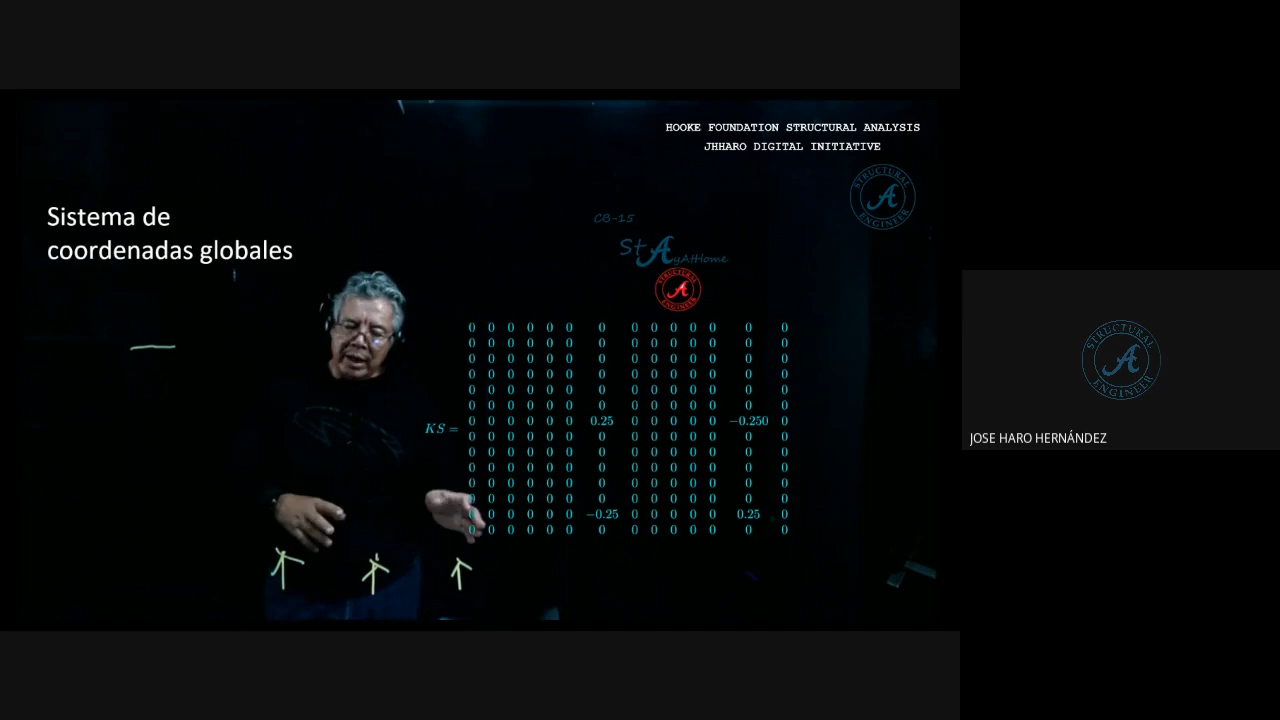 HOOKE FOUNDATION STRUCTURAL ANALYSIS
JHHARO DIGITAL INITIATIVE
STRUCTURAL
A
ENGINEER
Sistema de
coordenadas globales
CB-15
StAyAtHome
STRUCTURAL
A
ENGINEER
0 0 0 0 0 0 0 0 0 0 0 0 0 0
0 0 0 0 0 0 0 0 0 0 0 0 0 0
0 0 0 0 0 0 0 0 0 0 0 0 0 0
0 0 0 0 0 0 0 0 0 0 0 0 0 0
0 0 0 0 0 0 0 0 0 0 0 0 0 0
0 0 0 0 0 0 0 0 0 0 0 0 0 0
KS = 0 0 0 0 0 0 0.25 0 0 0 0 0 −0.250 0
0 0 0 0 0 0 0 0 0 0 0 0 0 0
0 0 0 0 0 0 0 0 0 0 0 0 0 0
0 0 0 0 0 0 0 0 0 0 0 0 0 0
0 0 0 0 0 0 0 0 0 0 0 0 0 0
0 0 0 0 0 0 0 0 0 0 0 0 0 0
0 0 0 0 0 0 −0.25 0 0 0 0 0 0.25 0
0 0 0 0 0 0 0 0 0 0 0 0 0 0
STRUCTURAL
A
ENGINEER
JOSE HARO HERNÁNDEZ